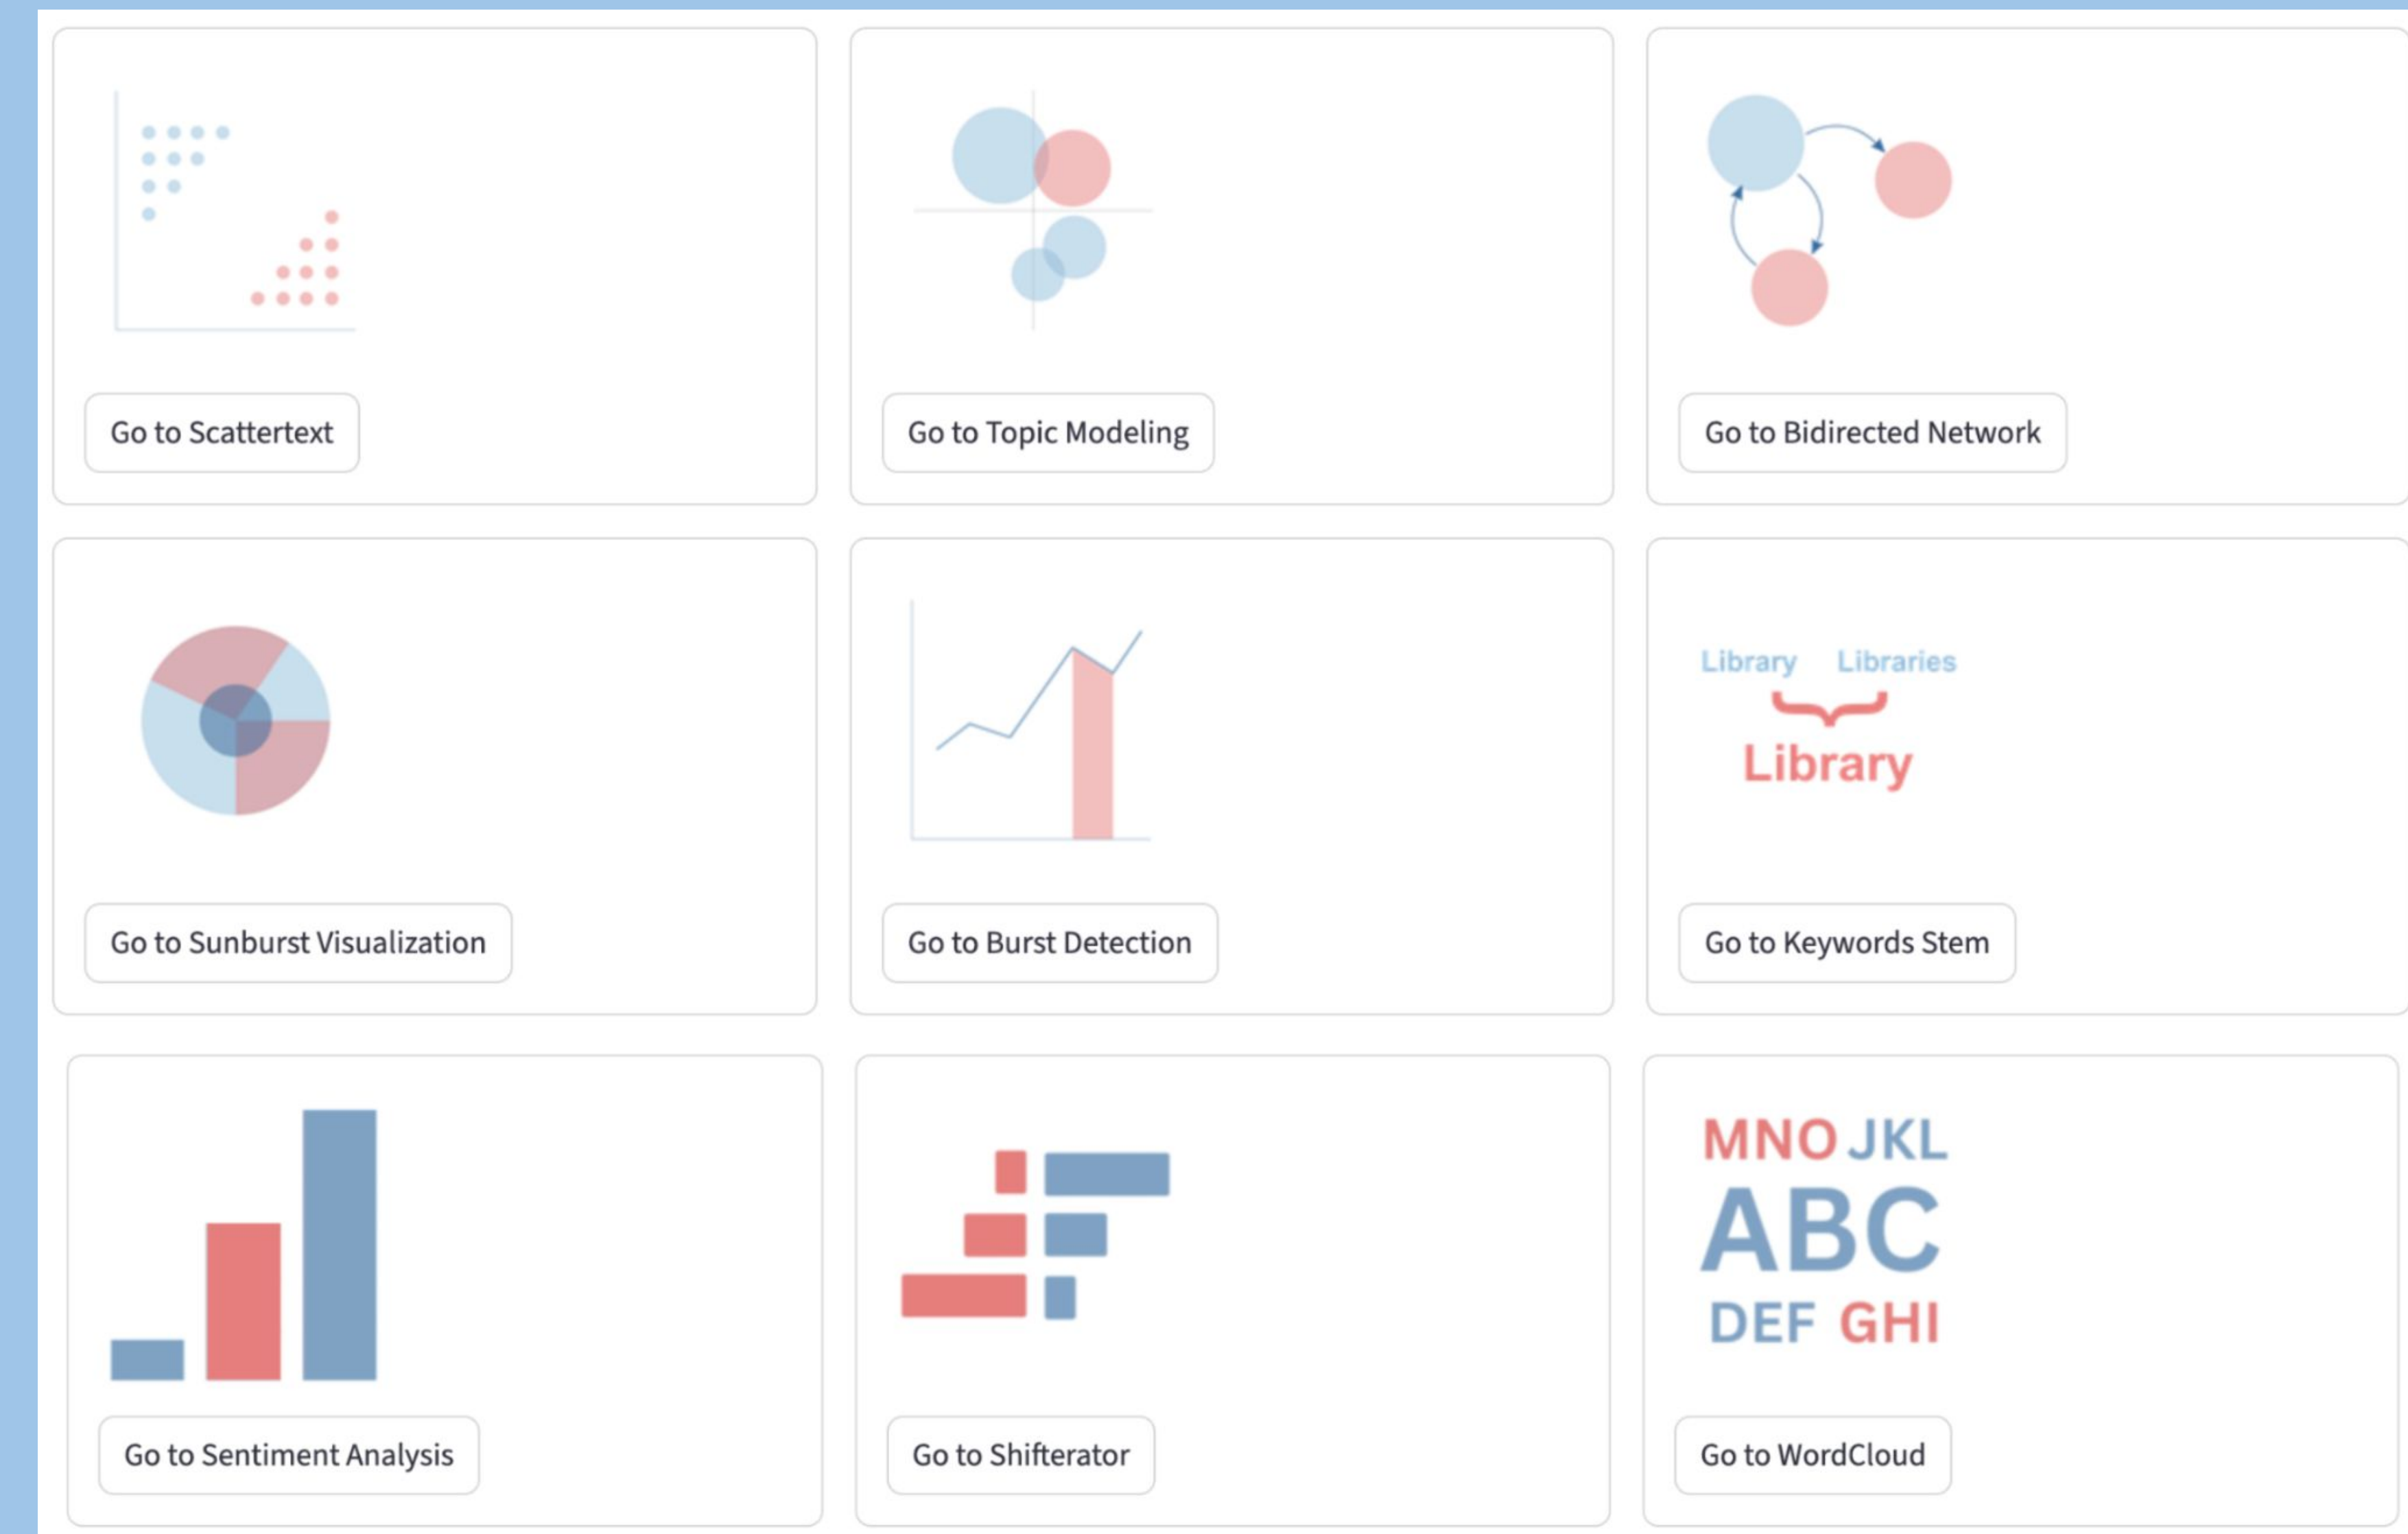 Go to Scattertext
Go to Topic Modeling
Go to Bidirected Network
Library Libraries
Library
Go to Sunburst Visualization
Go to Burst Detection
Go to Keywords Stem
MNO JKL
ABC
DEF GHI
Go to Sentiment Analysis
Go to Shifterator
Go to WordCloud